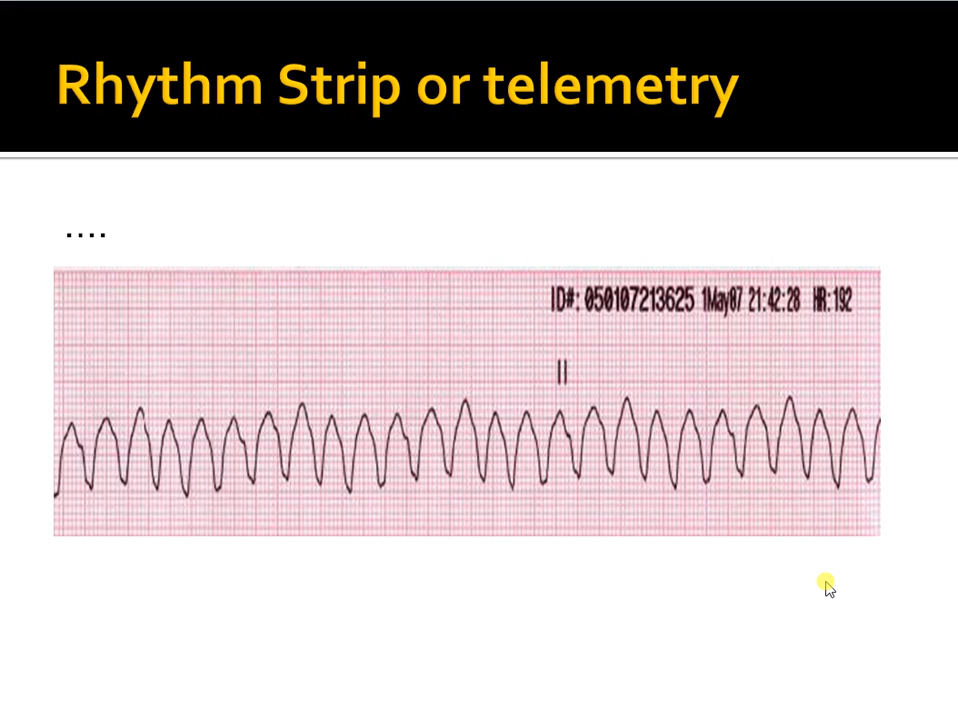 Rhythm Strip or telemetry
....
ID#: 050107213625 1May07 21:42:28 HR:192
II